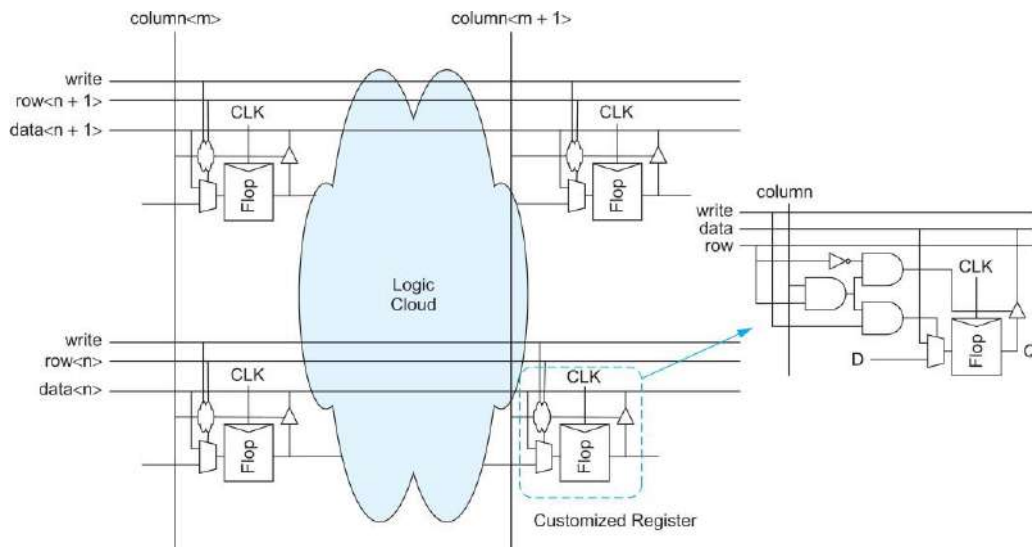 column<m>
column<m + 1>
write
row<n + 1>
data<n + 1>
CLK
CLK
Flop
Flop
column
write
data
row
CLK
Logic
Cloud
Flop
D
Q
write
row<n>
data<n>
CLK
CLK
Flop
Flop
Customized Register